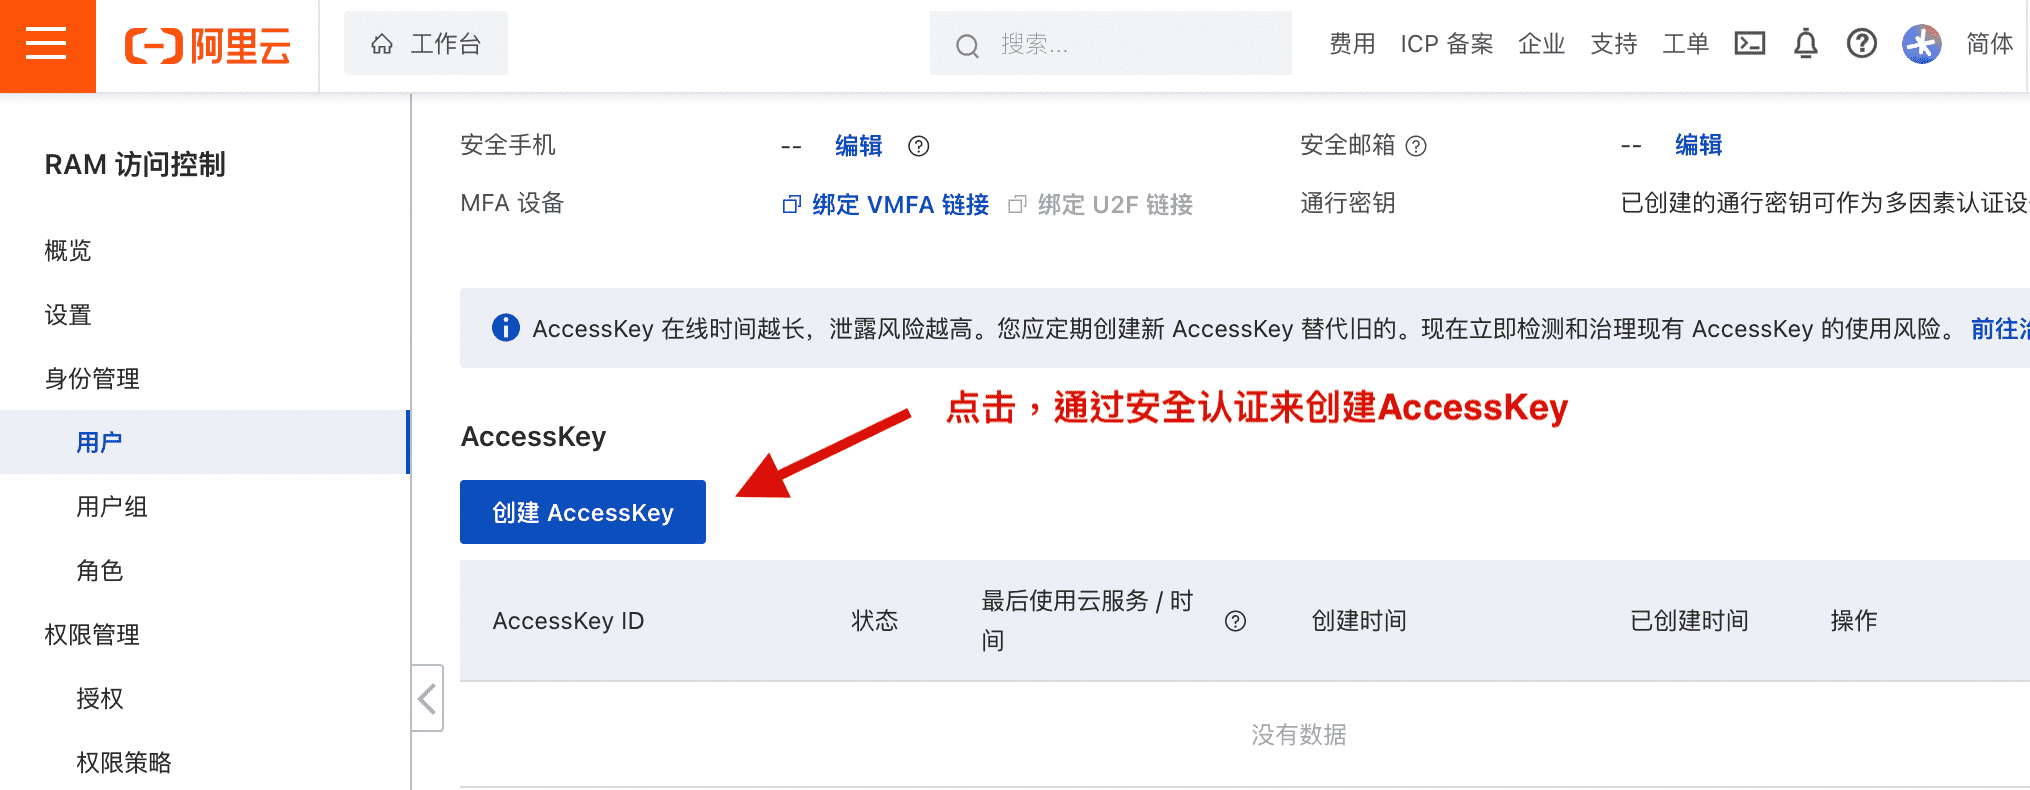 阿里云 工作台 搜索... 费用 ICP 备案 企业 支持 工单 简体
RAM 访问控制
概览
设置
身份管理
用户
用户组
角色
权限管理
授权
权限策略
安全手机 -- 编辑 安全邮箱 -- 编辑
MFA 设备 绑定 VMFA 链接 绑定 U2F 链接 通行密钥 已创建的通行密钥可作为多因素认证设
AccessKey 在线时间越长，泄露风险越高。您应定期创建新 AccessKey 替代旧的。现在立即检测和治理现有 AccessKey 的使用风险。 前往治
点击，通过安全认证来创建AccessKey
AccessKey
创建 AccessKey
AccessKey ID 状态 最后使用云服务 / 时
间 创建时间 已创建时间 操作
没有数据